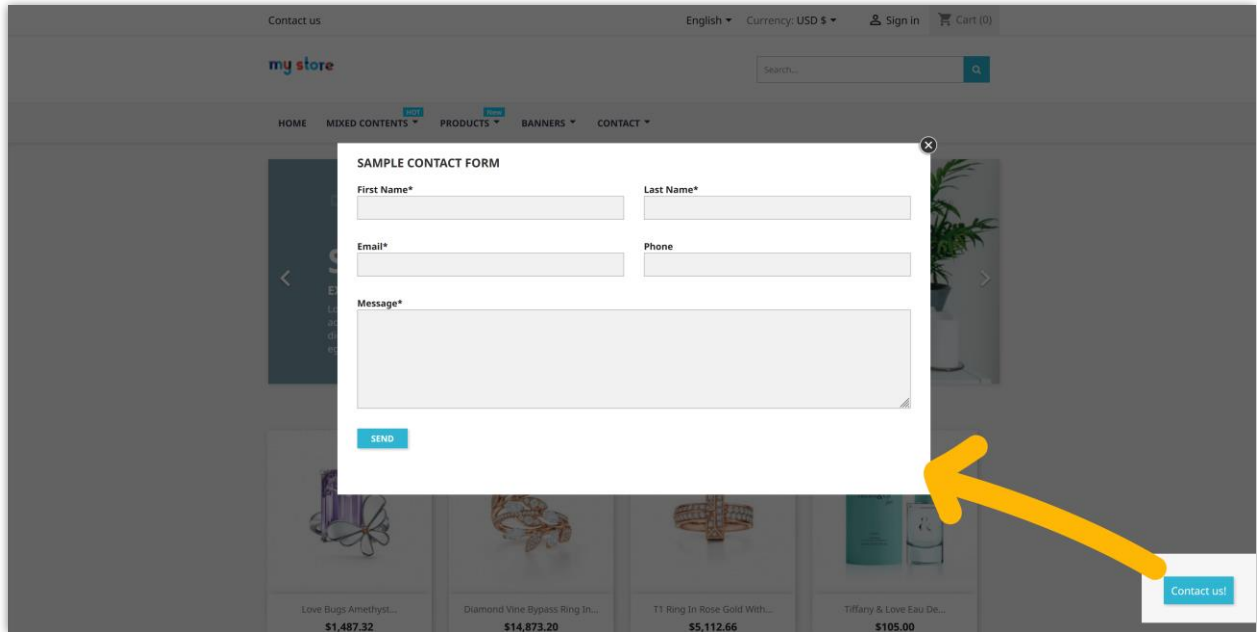 Contact us English Currency: USD $ Sign in Cart (0)
my store
Search...
HOT New
HOME MIXED CONTENTS PRODUCTS BANNERS CONTACT
SAMPLE CONTACT FORM
First Name* Last Name*
Email* Phone
Message*
SEND
Contact us!
Love Bugs Amethyst... Diamond Vine Bypass Ring In... T1 Ring In Rose Gold With... Tiffany & Love Eau De...
$1,487.32 $14,873.20 $5,112.66 $105.00